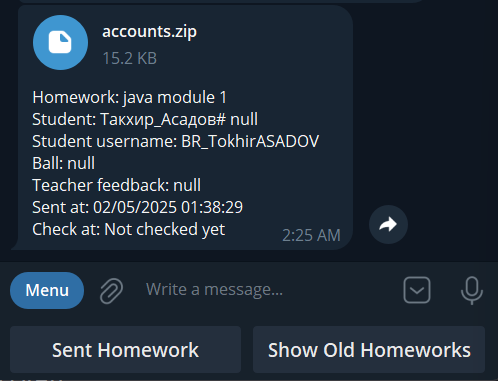 accounts.zip
15.2 KB
Homework: java module 1
Student: Такхир_Асадов# null
Student username: BR_TokhirASADOV
Ball: null
Teacher feedback: null
Sent at: 02/05/2025 01:38:29
Check at: Not checked yet
2:25 AM
Menu
Write a message...
Sent Homework
Show Old Homeworks